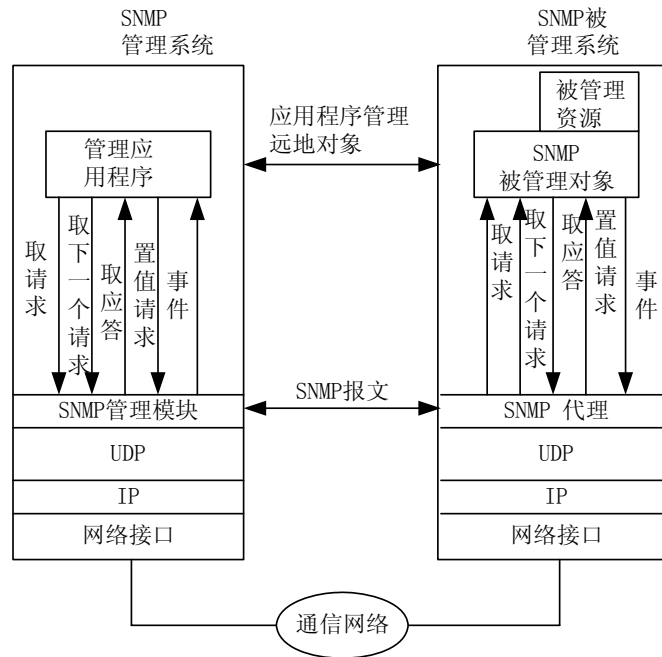 SNMP
管理系统
SNMP被
管理系统
被管理
资源
应用程序管理
远地对象
管理应
用程序
SNMP
被管理对象
取请求
取下一个请求
取应答
置值请求
事件
取请求
取下一个请求
取应答
置值请求
事件
SNMP报文
SNMP管理模块
SNMP 代理
UDP
UDP
IP
IP
网络接口
网络接口
通信网络